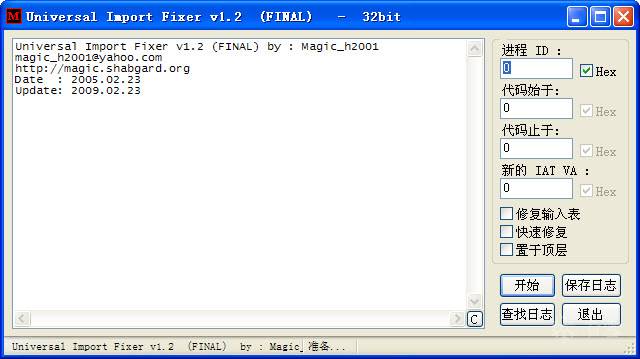 Universal Import Fixer v1.2 (FINAL) - 32bit
Universal Import Fixer v1.2 (FINAL) by : Magic_h2001
magic_h2001@yahoo.com
http://magic.shabgard.org
Date : 2005.02.23
Update: 2009.02.23
进程 ID :
0
Hex
代码始于:
0
Hex
代码止于:
0
Hex
新的 IAT VA :
0
Hex
修复输入表
快速修复
置于顶层
开始
保存日志
C
查找日志
退出
Universal Import Fixer v1.2 (FINAL) by : Magic_
准备...